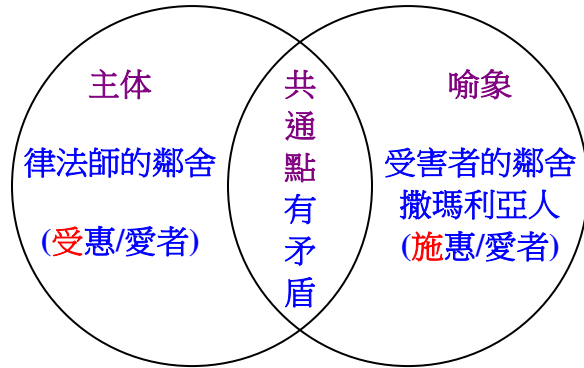 主体
律法師的鄰舍
(受惠/愛者)
共
通
點
有
矛
盾
喻象
受害者的鄰舍
撒瑪利亞人
(施惠/愛者)